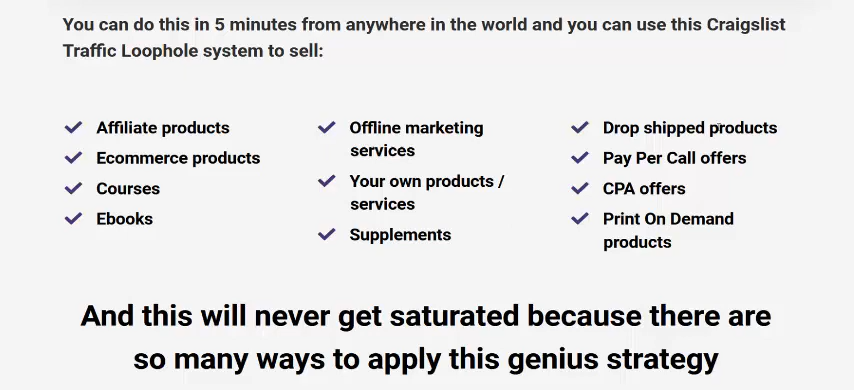 You can do this in 5 minutes from anywhere in the world and you can use this Craigslist
Traffic Loophole system to sell:
Affiliate products
Ecommerce products
Courses
Ebooks
Offline marketing
services
Your own products /
services
Supplements
Drop shipped products
Pay Per Call offers
CPA offers
Print On Demand
products
And this will never get saturated because there are
so many ways to apply this genius strategy